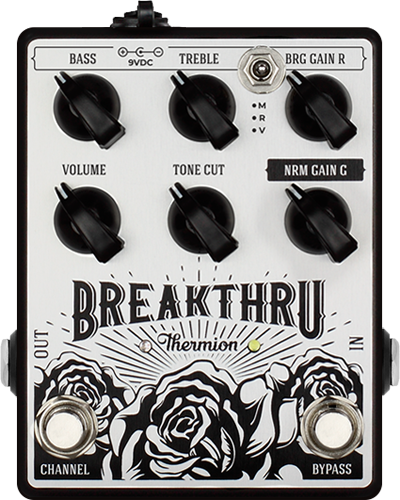 BASS
9VDC
TREBLE
BRG GAIN R
M
R
V
VOLUME
TONE CUT
NRM GAIN G
BREAKTHRU
Thermion
OUT
IN
CHANNEL
BYPASS